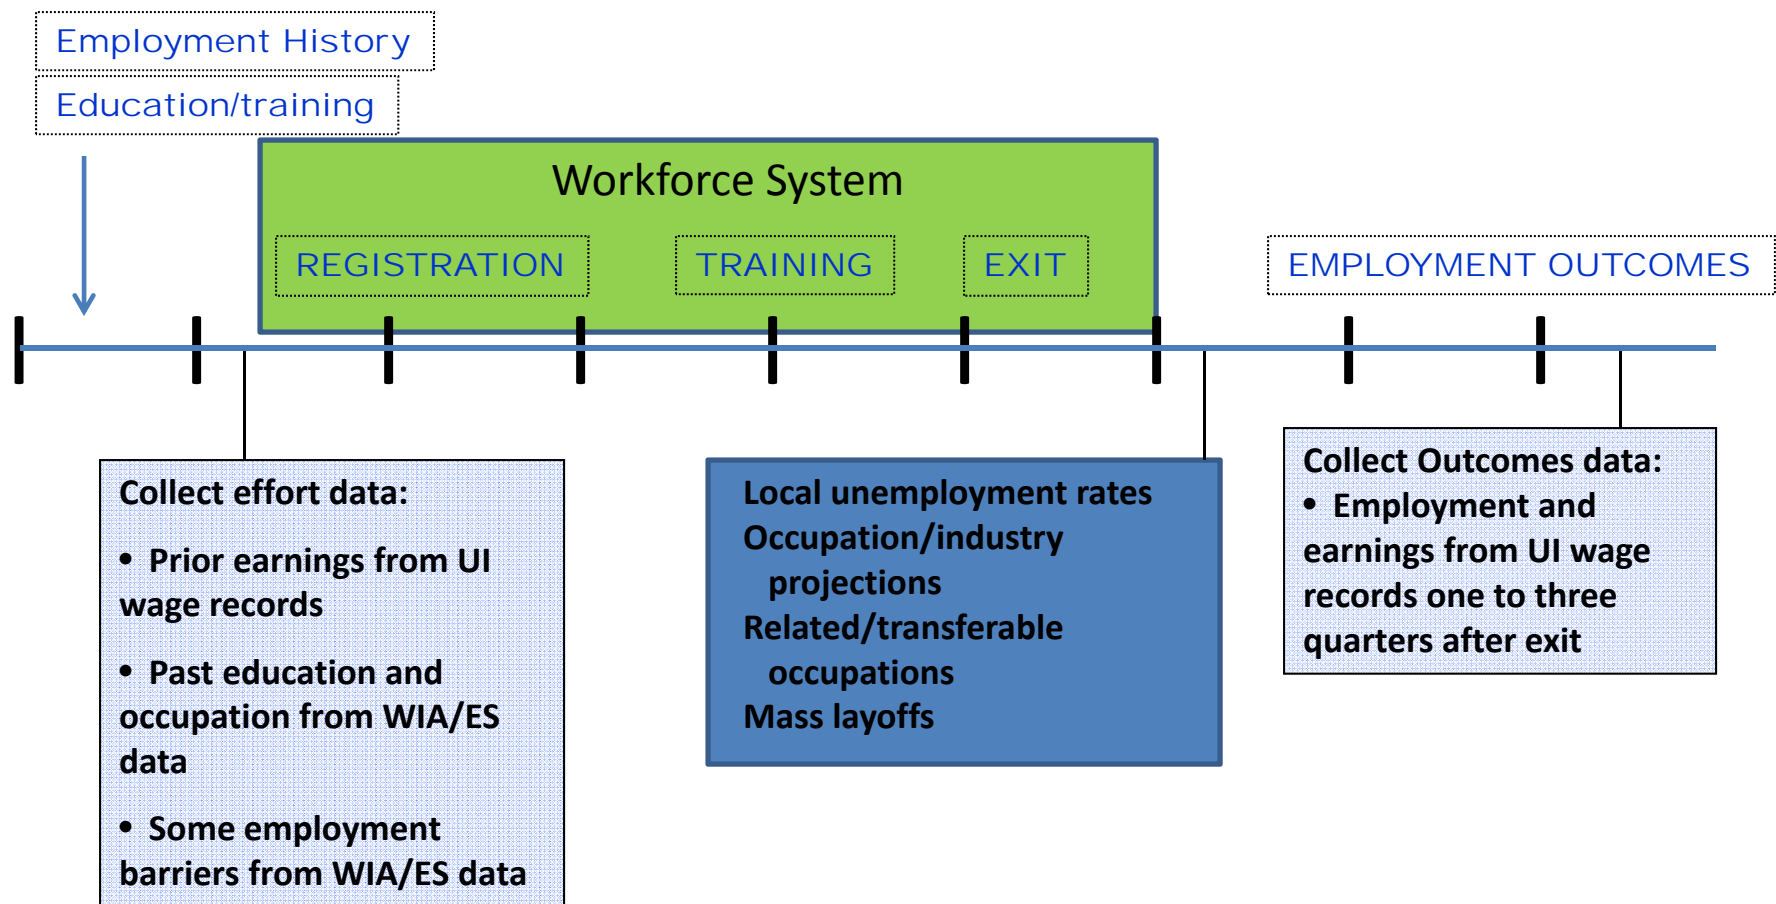 Employment History
Education/training
Workforce System
REGISTRATION
TRAINING
EXIT
EMPLOYMENT OUTCOMES
Collect effort data:
• Prior earnings from UI
wage records
• Past education and
occupation from WIA/ES
data
• Some employment
barriers from WIA/ES data
Local unemployment rates
Occupation/industry
projections
Related/transferable
occupations
Mass layoffs
Collect Outcomes data:
• Employment and
earnings from UI wage
records one to three
quarters after exit